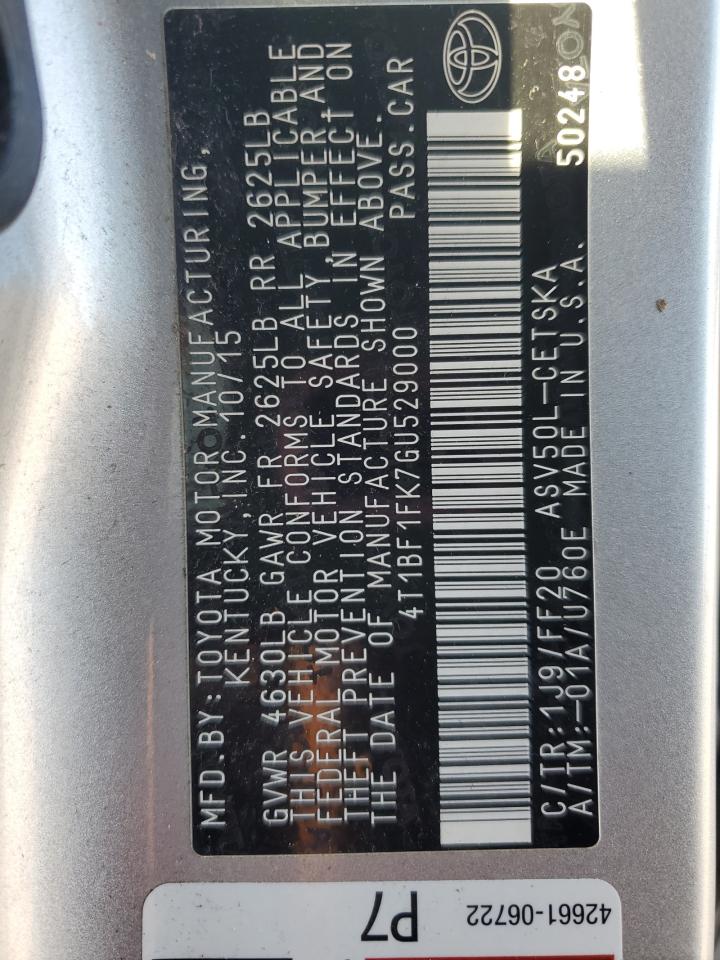 MFD.BY:TOYOTA MOTOR MANUFACTURING,
KENTUCKY, INC. 10/15
GVWR 4630LB GAWR FR 2625LB RR 2625LB
THIS VEHICLE CONFORMS TO ALL APPLICABLE
FEDERAL MOTOR VEHICLE SAFETY, BUMPER, AND
THEFT PREVENTION STANDARDS IN EFFECT ON
THE DATE OF MANUFACTURE SHOWN ABOVE.
4T1BF1FK7GU529000 PASS.CAR
C/TR:1J9/FF20 ASV50L-CETSKA
A/TM:-01A/U760E MADE IN U.S.A. 50248
P7
42661-06722